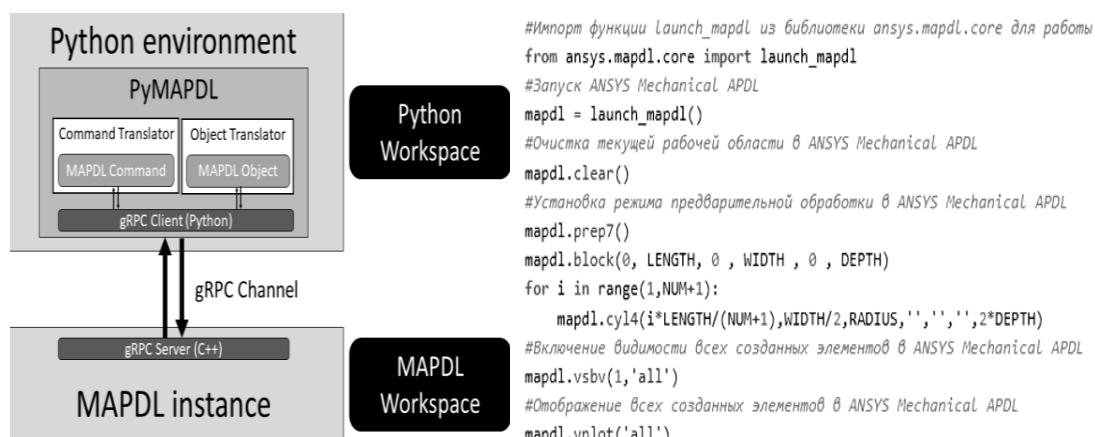 Python environment
PyMAPDL
Command Translator
MAPDL Command
Object Translator
MAPDL Object
gRPC Client (Python)
gRPC Channel
gRPC Server (C++)
MAPDL instance
Python
Workspace
MAPDL
Workspace
#Импорт функции launch_mapdl из библиотеки ansys.mapdl.core для работы
from ansys.mapdl.core import launch_mapdl
#Запуск ANSYS Mechanical APDL
mapdl = launch_mapdl()
#Очистка текущей рабочей области в ANSYS Mechanical APDL
mapdl.clear()
#Установка режима предварительной обработки в ANSYS Mechanical APDL
mapdl.prep7()
mapdl.block(0, LENGTH, 0 , WIDTH , 0 , DEPTH)
for i in range(1,NUM+1):
    mapdl.cyl4(i*LENGTH/(NUM+1),WIDTH/2,RADIUS,'','','',2*DEPTH)
#Включение видимости всех созданных элементов в ANSYS Mechanical APDL
mapdl.vsbv(1,'all')
#Отображение всех созданных элементов в ANSYS Mechanical APDL
mapdl.vplot('all')